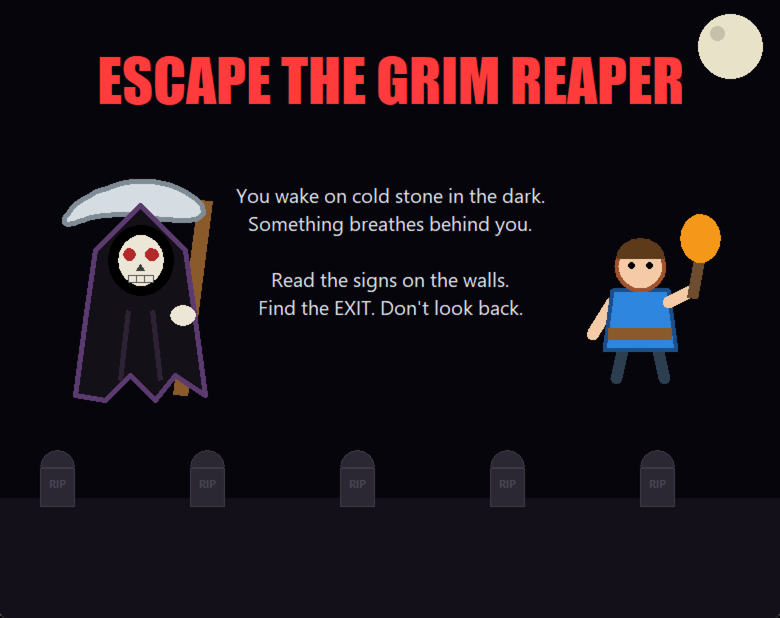 ESCAPE THE GRIM REAPER
You wake on cold stone in the dark.
Something breathes behind you.
Read the signs on the walls.
Find the EXIT. Don't look back.
RIP
RIP
RIP
RIP
RIP